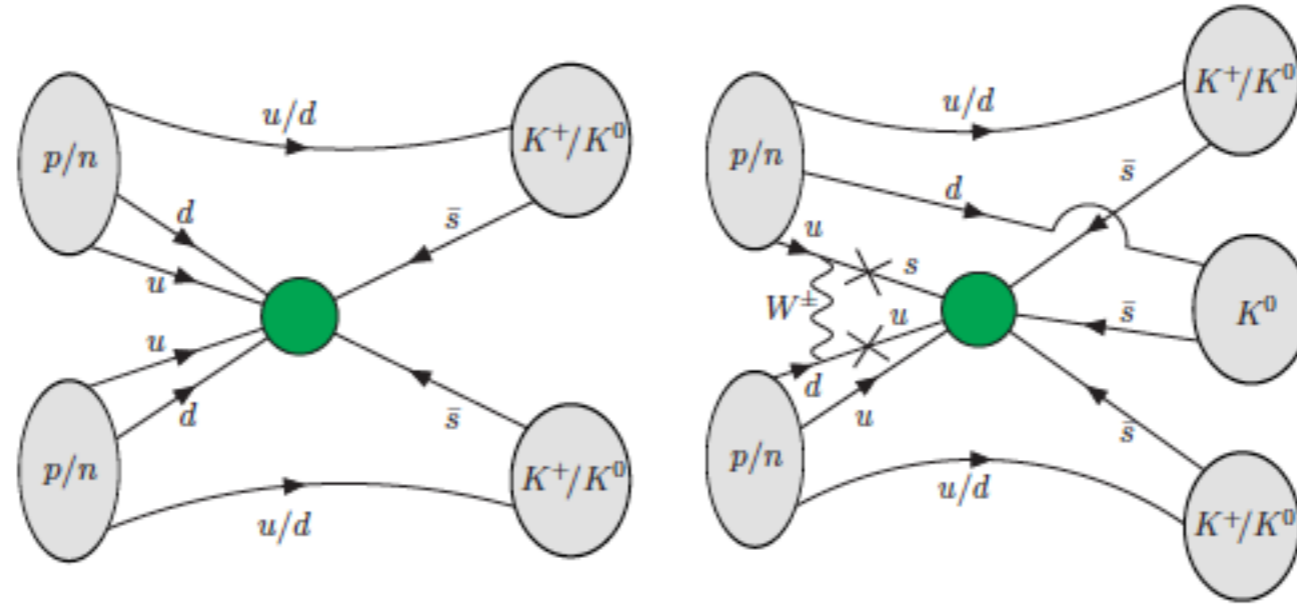 u/d
p/n
K⁺/K⁰
d
s̄
u
u
d
s̄
p/n
K⁺/K⁰
u/d
K⁺/K⁰
u/d
s̄
p/n
d
u
s
W±
u
s̄
K⁰
d
u
s̄
p/n
u/d
K⁺/K⁰